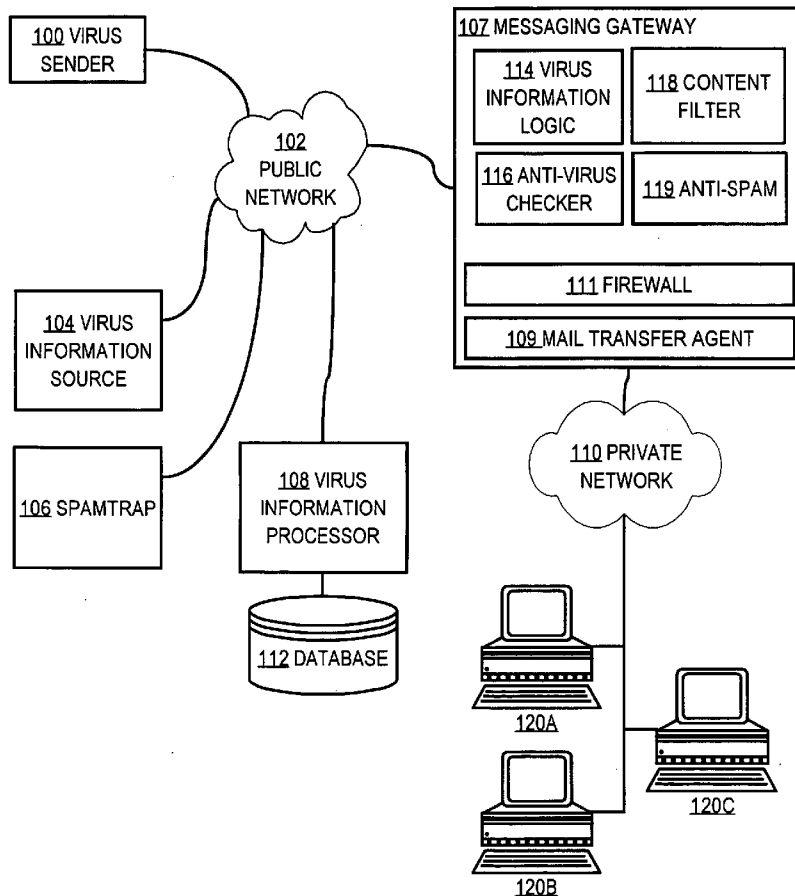 100 VIRUS
SENDER
102
PUBLIC
NETWORK
104 VIRUS
INFORMATION
SOURCE
106 SPAMTRAP
108 VIRUS
INFORMATION
PROCESSOR
112 DATABASE
107 MESSAGING GATEWAY
114 VIRUS
INFORMATION
LOGIC
118 CONTENT
FILTER
116 ANTI-VIRUS
CHECKER
119 ANTI-SPAM
111 FIREWALL
109 MAIL TRANSFER AGENT
110 PRIVATE
NETWORK
120A
120C
120B